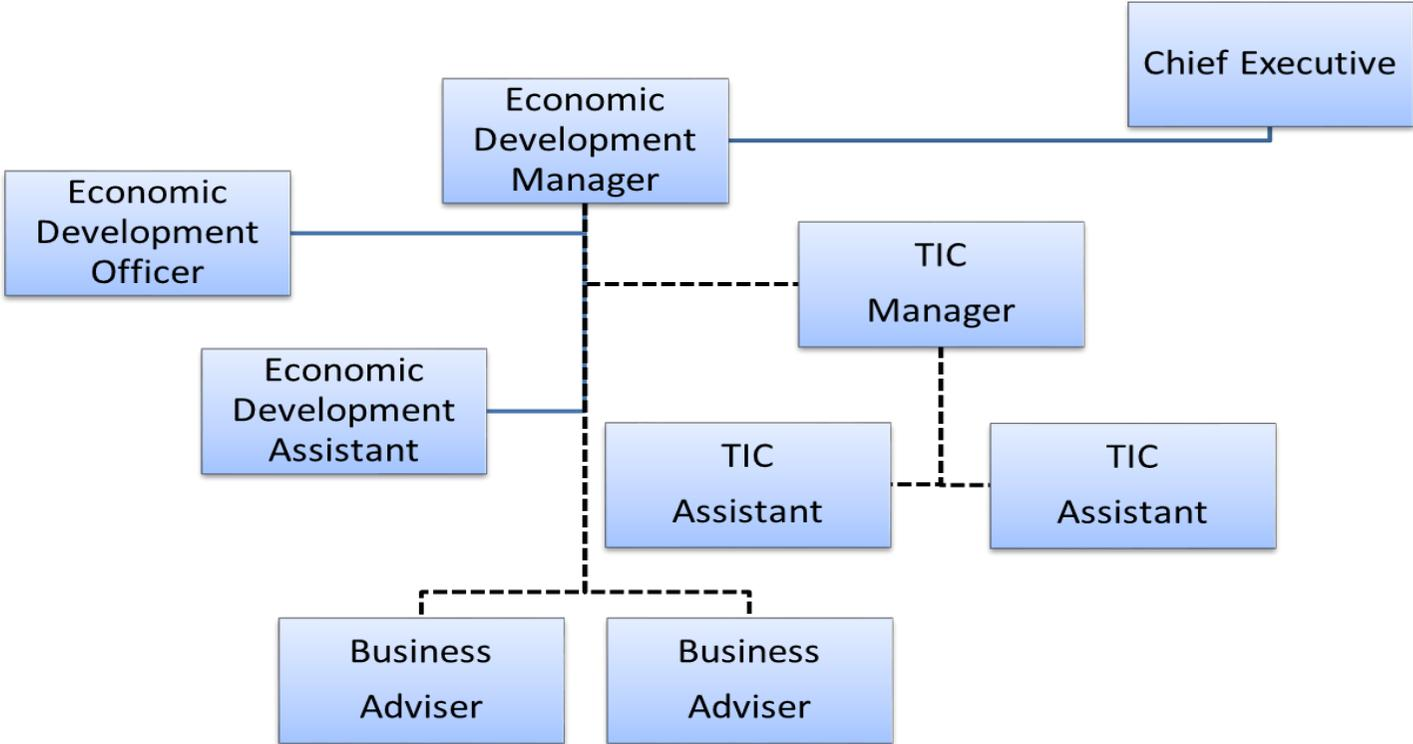 Chief Executive
Economic
Development
Manager
Economic
Development
Officer
TIC
Manager
Economic
Development
Assistant
TIC
Assistant
TIC
Assistant
Business
Adviser
Business
Adviser